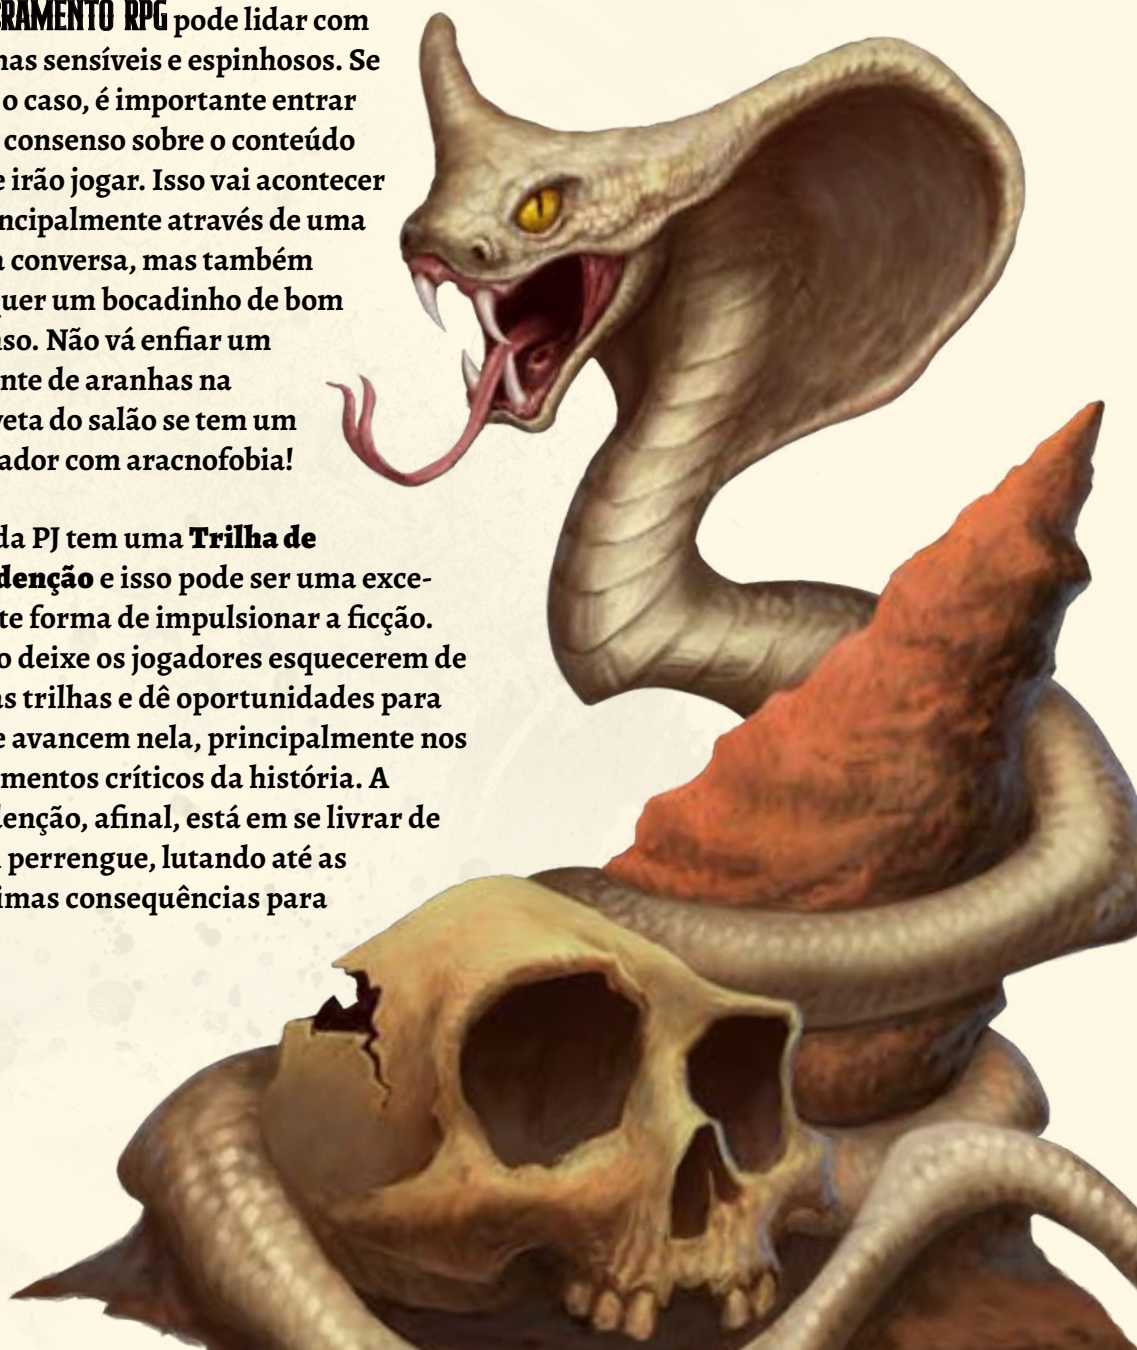 RAMENTO RPG pode lidar com
nas sensíveis e espinhosos. Se
o caso, é importante entrar
consenso sobre o conteúdo
e irão jogar. Isso vai acontecer
ncipalmente através de uma
a conversa, mas também
quer um bocadinho de bom
nso. Não vá enfiar um
nte de aranhas na
veta do salão se tem um
ador com aracnofobia!
da PJ tem uma Trilha de
denção e isso pode ser uma exce-
te forma de impulsionar a ficção.
o deixe os jogadores esquecerem de
as trilhas e dê oportunidades para
e avancem nela, principalmente nos
mentos críticos da história. A
denção, afinal, está em se livrar de
perrengue, lutando até as
imas consequências para